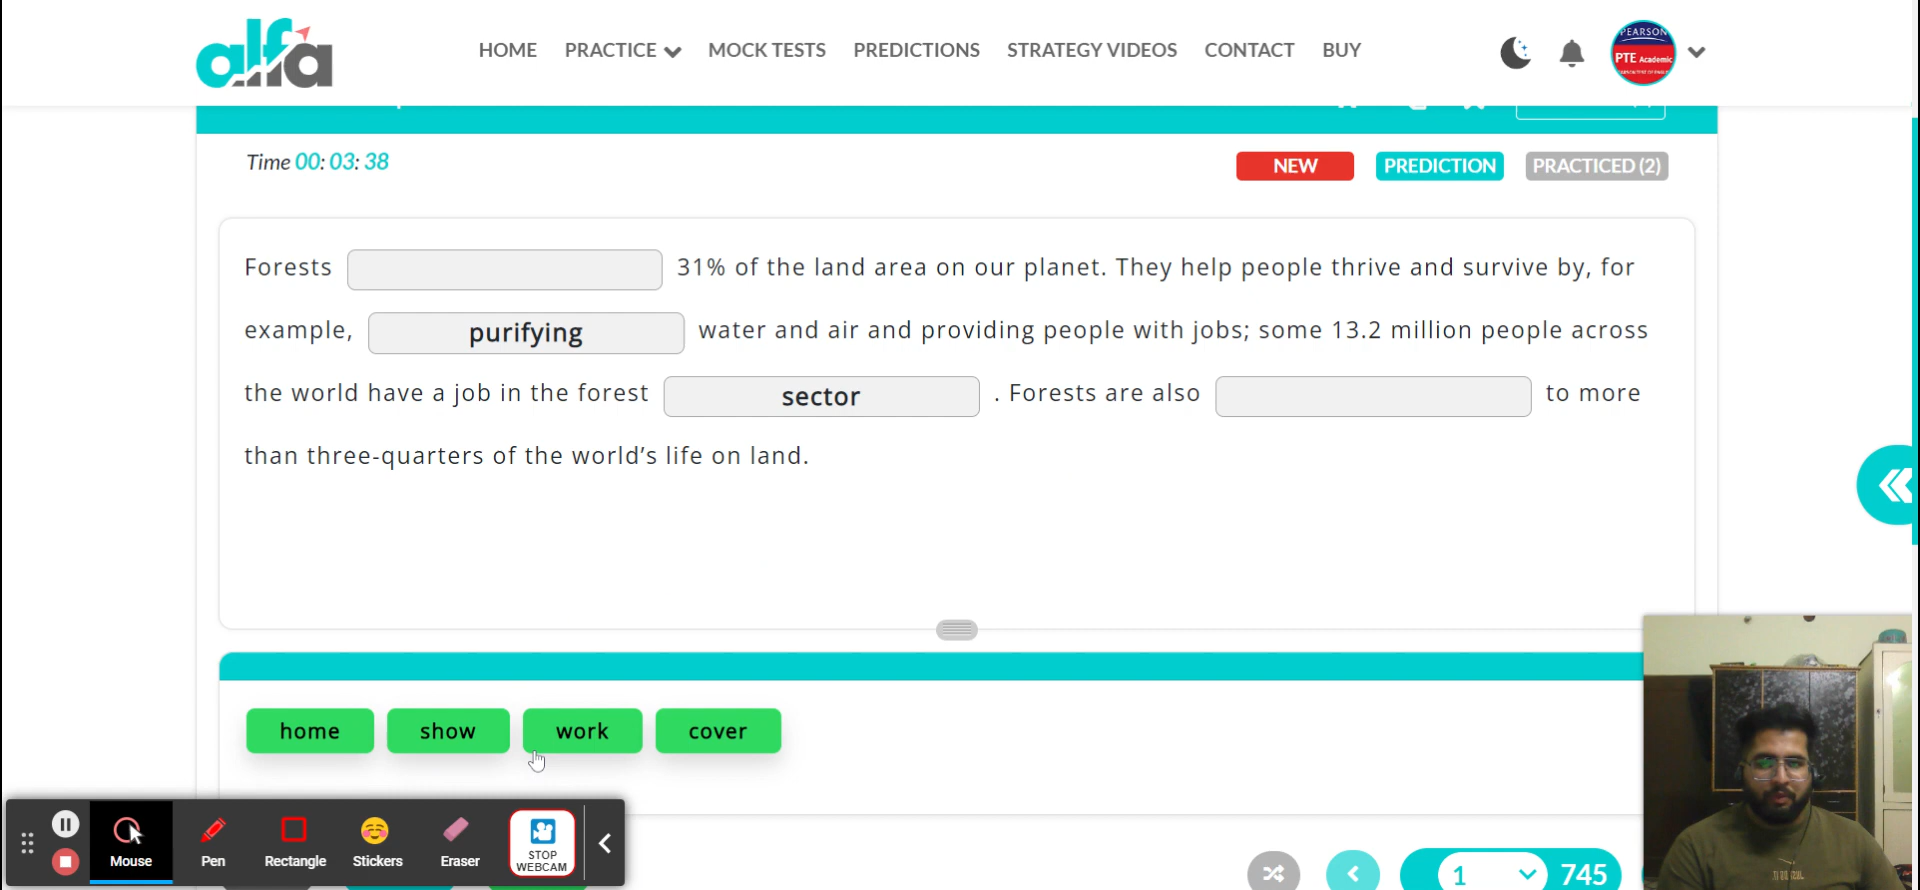 alfa
HOME PRACTICE MOCK TESTS PREDICTIONS STRATEGY VIDEOS CONTACT BUY
PEARSON
PTE Academic
Time 00: 03: 38
NEW PREDICTION PRACTICED (2)
Forests 31% of the land area on our planet. They help people thrive and survive by, for
example, purifying water and air and providing people with jobs; some 13.2 million people across
the world have a job in the forest sector . Forests are also to more
than three-quarters of the world’s life on land.
home show work cover
Mouse Pen Rectangle Stickers Eraser STOP WEBCAM
1 745